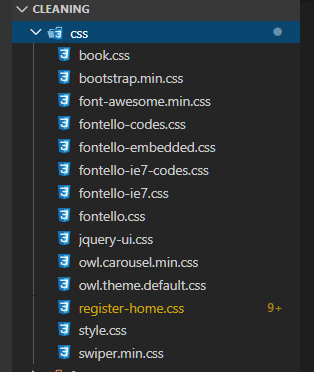 CLEANING
css
book.css
bootstrap.min.css
font-awesome.min.css
fontello-codes.css
fontello-embedded.css
fontello-ie7-codes.css
fontello-ie7.css
fontello.css
jquery-ui.css
owl.carousel.min.css
owl.theme.default.css
register-home.css 9+
style.css
swiper.min.css